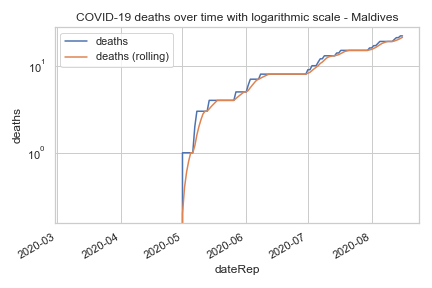 COVID-19 deaths over time with logarithmic scale - Maldives
deaths
deaths (rolling)
10¹
10⁰
deaths
2020-03
2020-04
2020-05
2020-06
2020-07
2020-08
dateRep